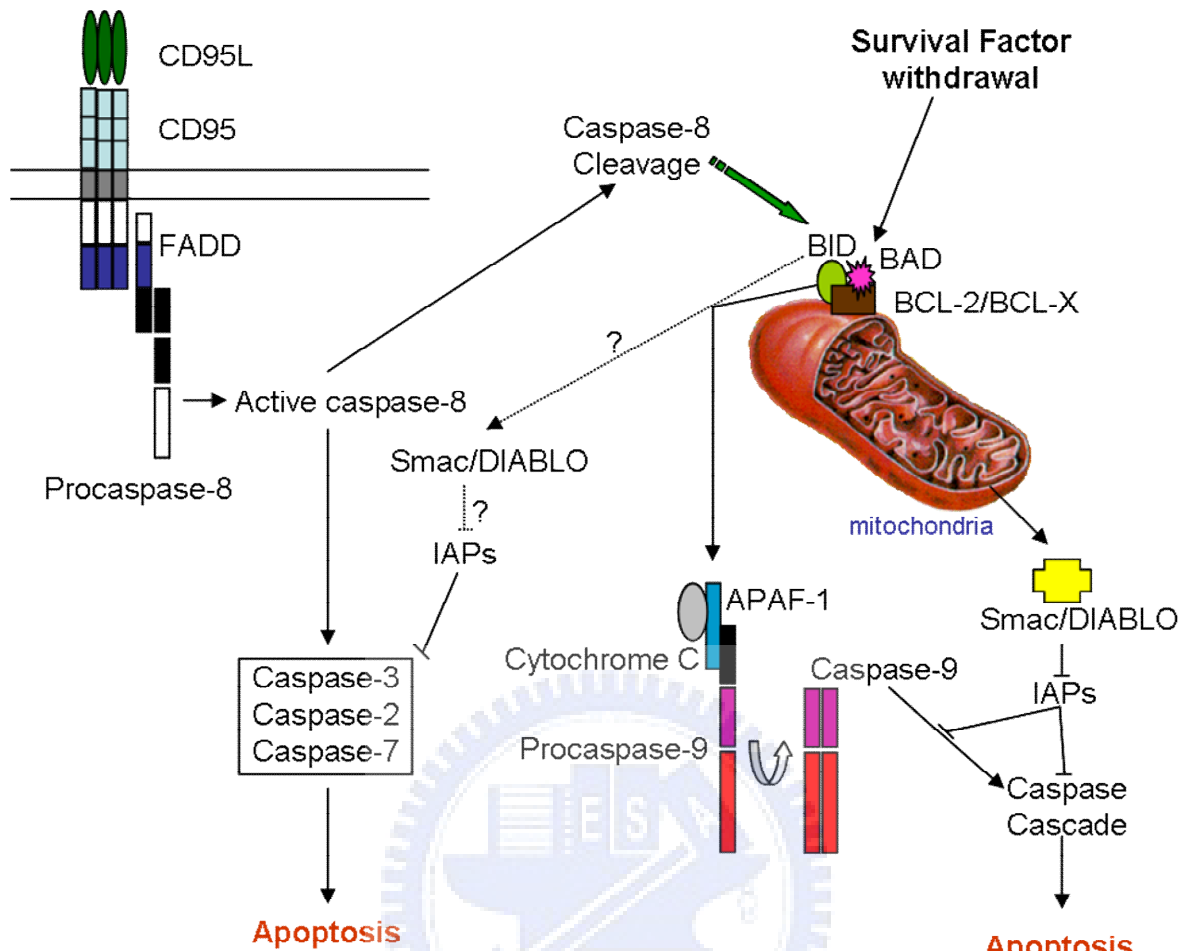 CD95L
CD95
FADD
Procaspase-8
Active caspase-8
Caspase-8
Cleavage
Survival Factor
withdrawal
BID
BAD
BCL-2/BCL-X
?
Smac/DIABLO
?
IAPs
mitochondria
Caspase-3
Caspase-2
Caspase-7
Apoptosis
APAF-1
Cytochrome C
Procaspase-9
Caspase-9
Smac/DIABLO
IAPs
Caspase
Cascade
Apoptosis
E S A